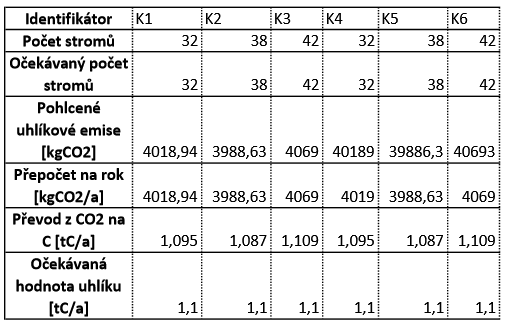 Identifikátor K1 K2 K3 K4 K5 K6
Počet stromů 32 38 42 32 38 42
Očekávaný počet
stromů 32 38 42 32 38 42
Pohlcené
uhlíkové emise
[kgCO2] 4018,94 3988,63 4069 40189 39886,3 40693
Přepočet na rok
[kgCO2/a] 4018,94 3988,63 4069 4019 3988,63 4069
Převod z CO2 na
C [tC/a] 1,095 1,087 1,109 1,095 1,087 1,109
Očekávaná
hodnota uhlíku
[tC/a] 1,1 1,1 1,1 1,1 1,1 1,1